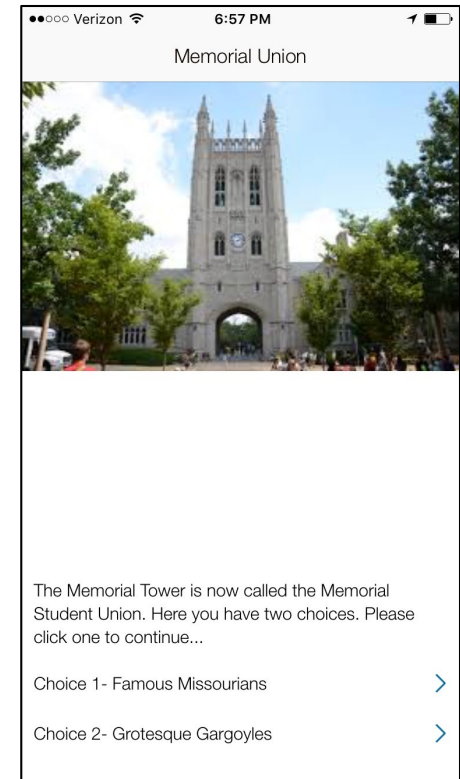 Verizon 6:57 PM
Memorial Union
The Memorial Tower is now called the Memorial
Student Union. Here you have two choices. Please
click one to continue...
Choice 1- Famous Missourians
Choice 2- Grotesque Gargoyles